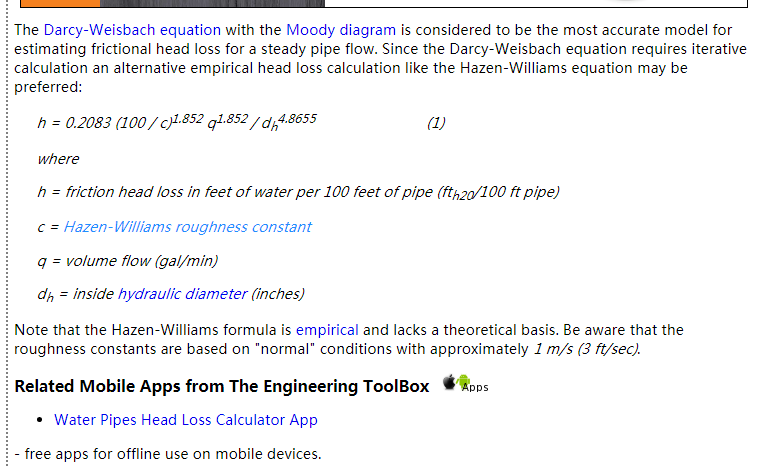 The Darcy-Weisbach equation with the Moody diagram is considered to be the most accurate model for
estimating frictional head loss for a steady pipe flow. Since the Darcy-Weisbach equation requires iterative
calculation an alternative empirical head loss calculation like the Hazen-Williams equation may be
preferred:
h = 0.2083 (100 / c)^1.852 q^1.852 / d_h^4.8655 (1)
where
h = friction head loss in feet of water per 100 feet of pipe (ft_h20/100 ft pipe)
c = Hazen-Williams roughness constant
q = volume flow (gal/min)
d_h = inside hydraulic diameter (inches)
Note that the Hazen-Williams formula is empirical and lacks a theoretical basis. Be aware that the
roughness constants are based on "normal" conditions with approximately 1 m/s (3 ft/sec).
Related Mobile Apps from The Engineering ToolBox Apps
• Water Pipes Head Loss Calculator App
- free apps for offline use on mobile devices.